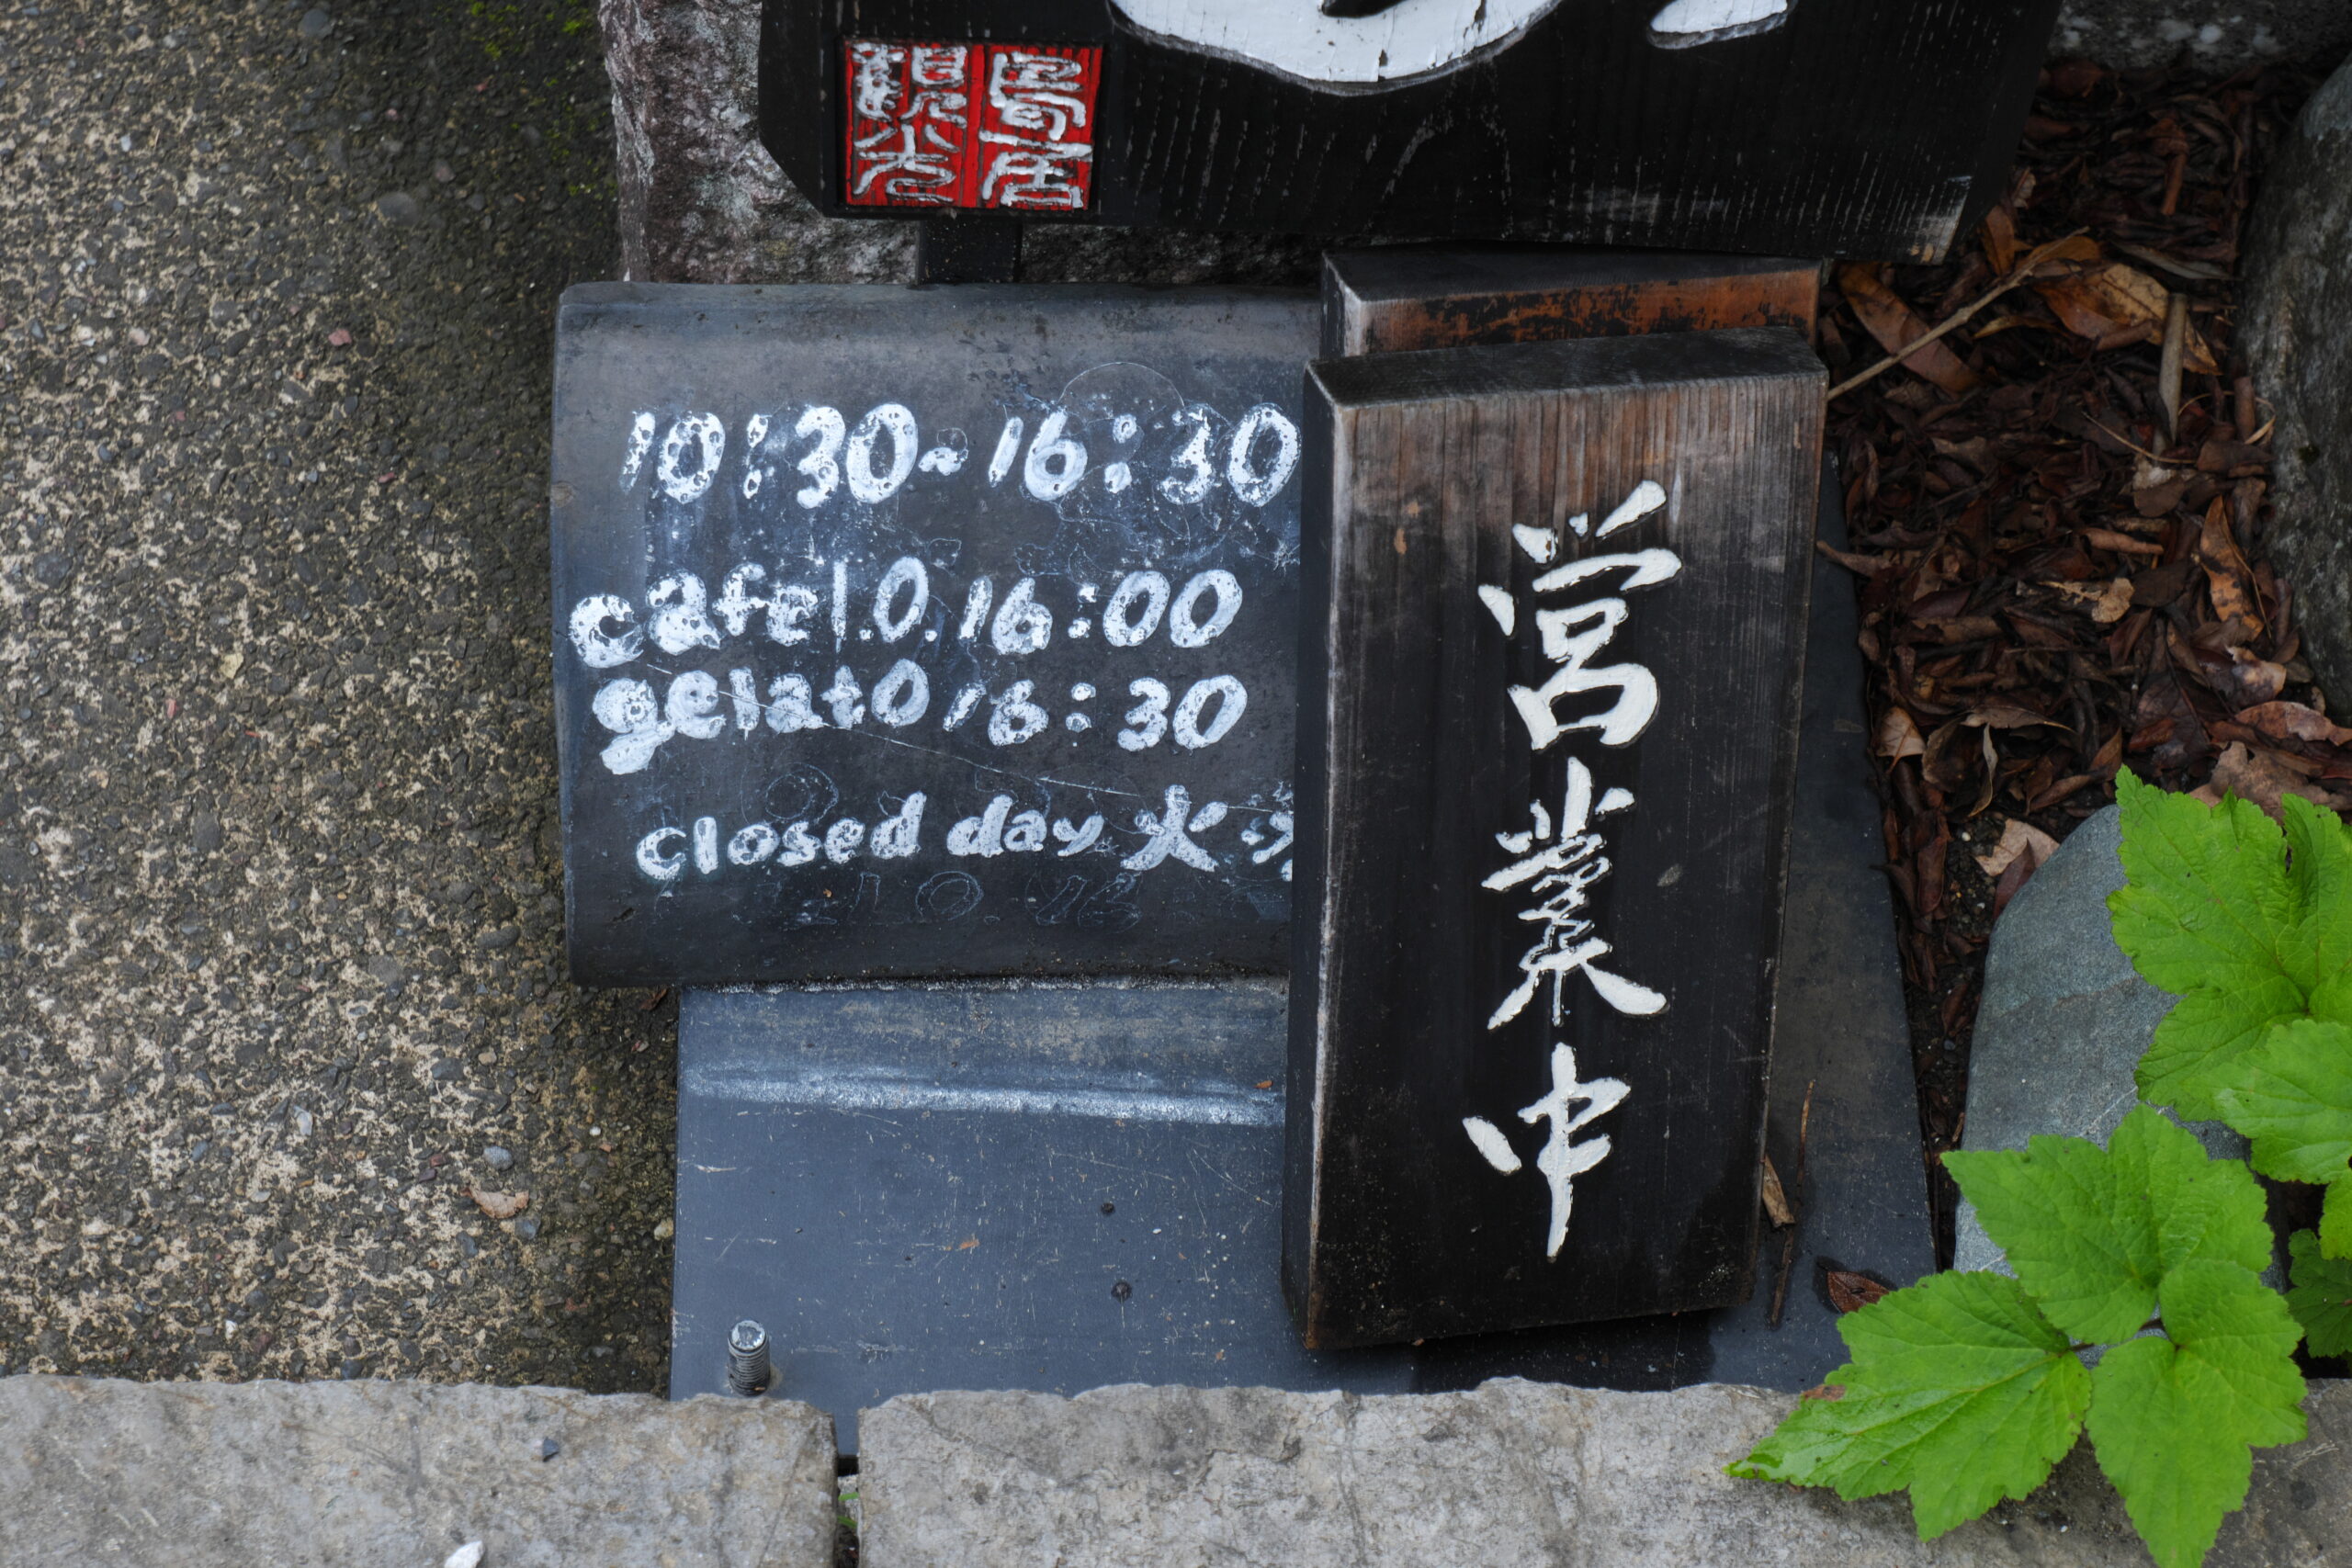 10:30~16:30
cafe l.o. 16:00
gelato 16:30
closed day 火
営業中